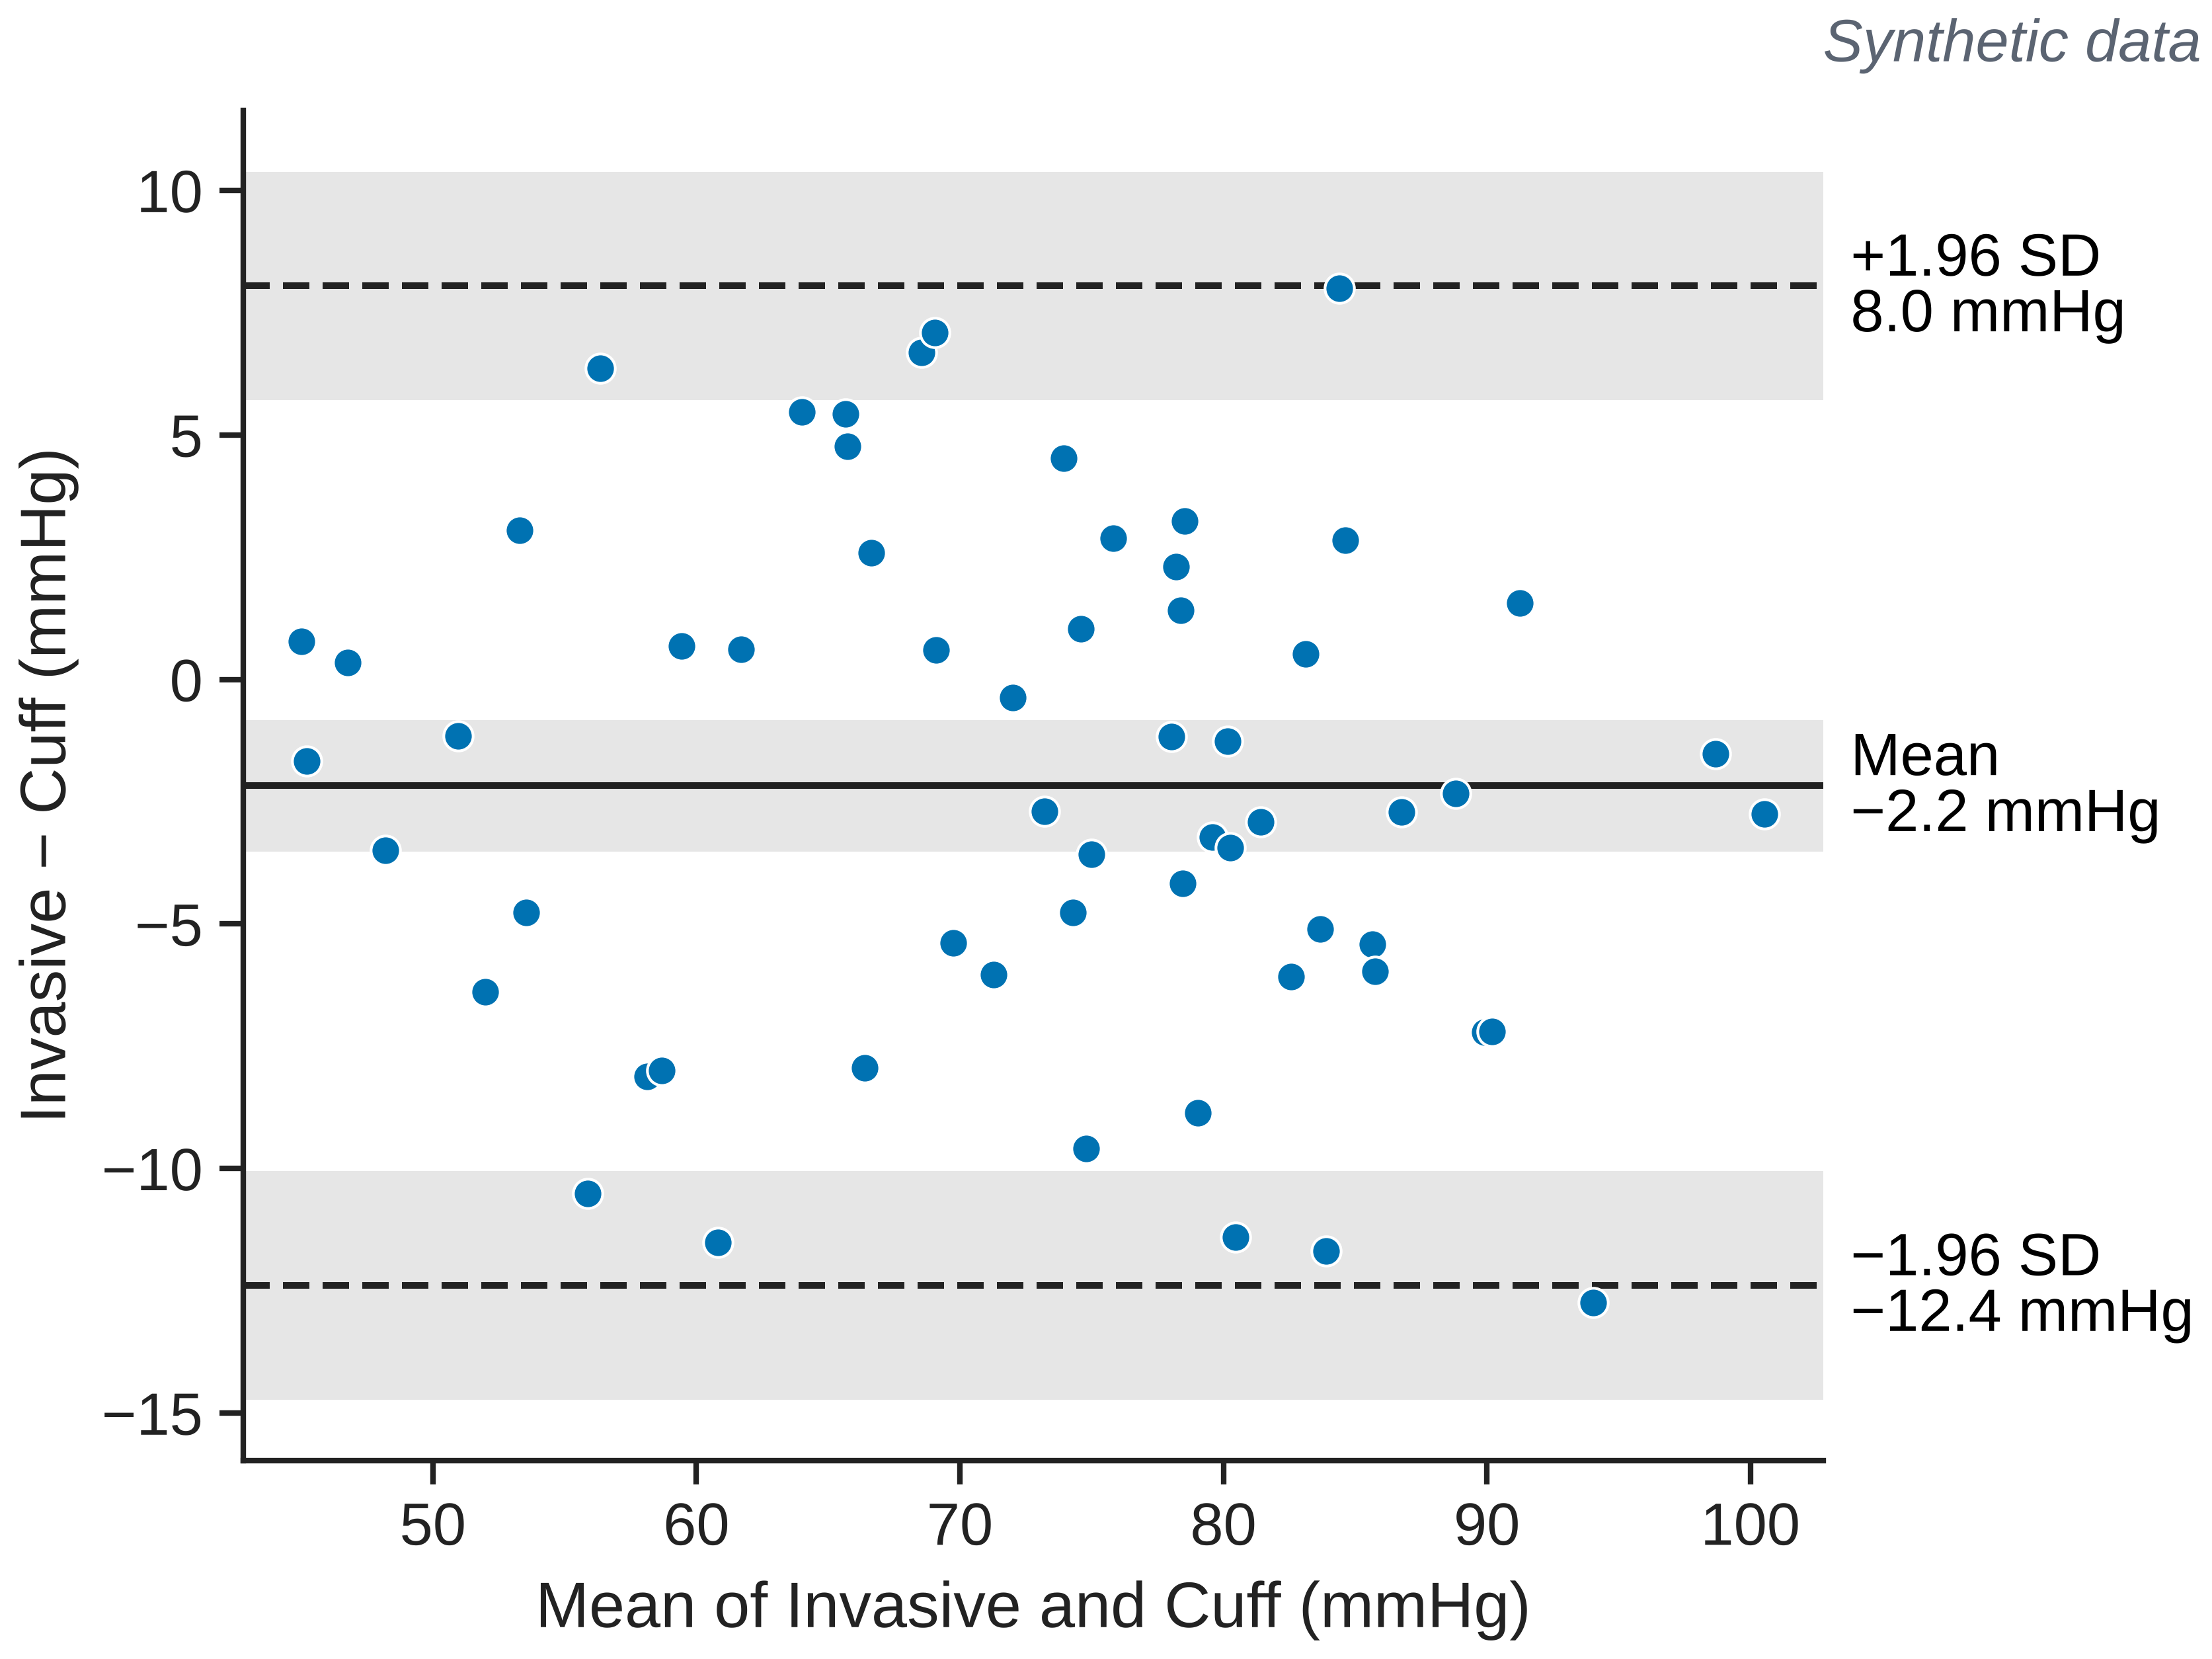 Synthetic data
10
5
0
−5
−10
−15
Invasive − Cuff (mmHg)
+1.96 SD
8.0 mmHg
Mean
−2.2 mmHg
−1.96 SD
−12.4 mmHg
50 60 70 80 90 100
Mean of Invasive and Cuff (mmHg)